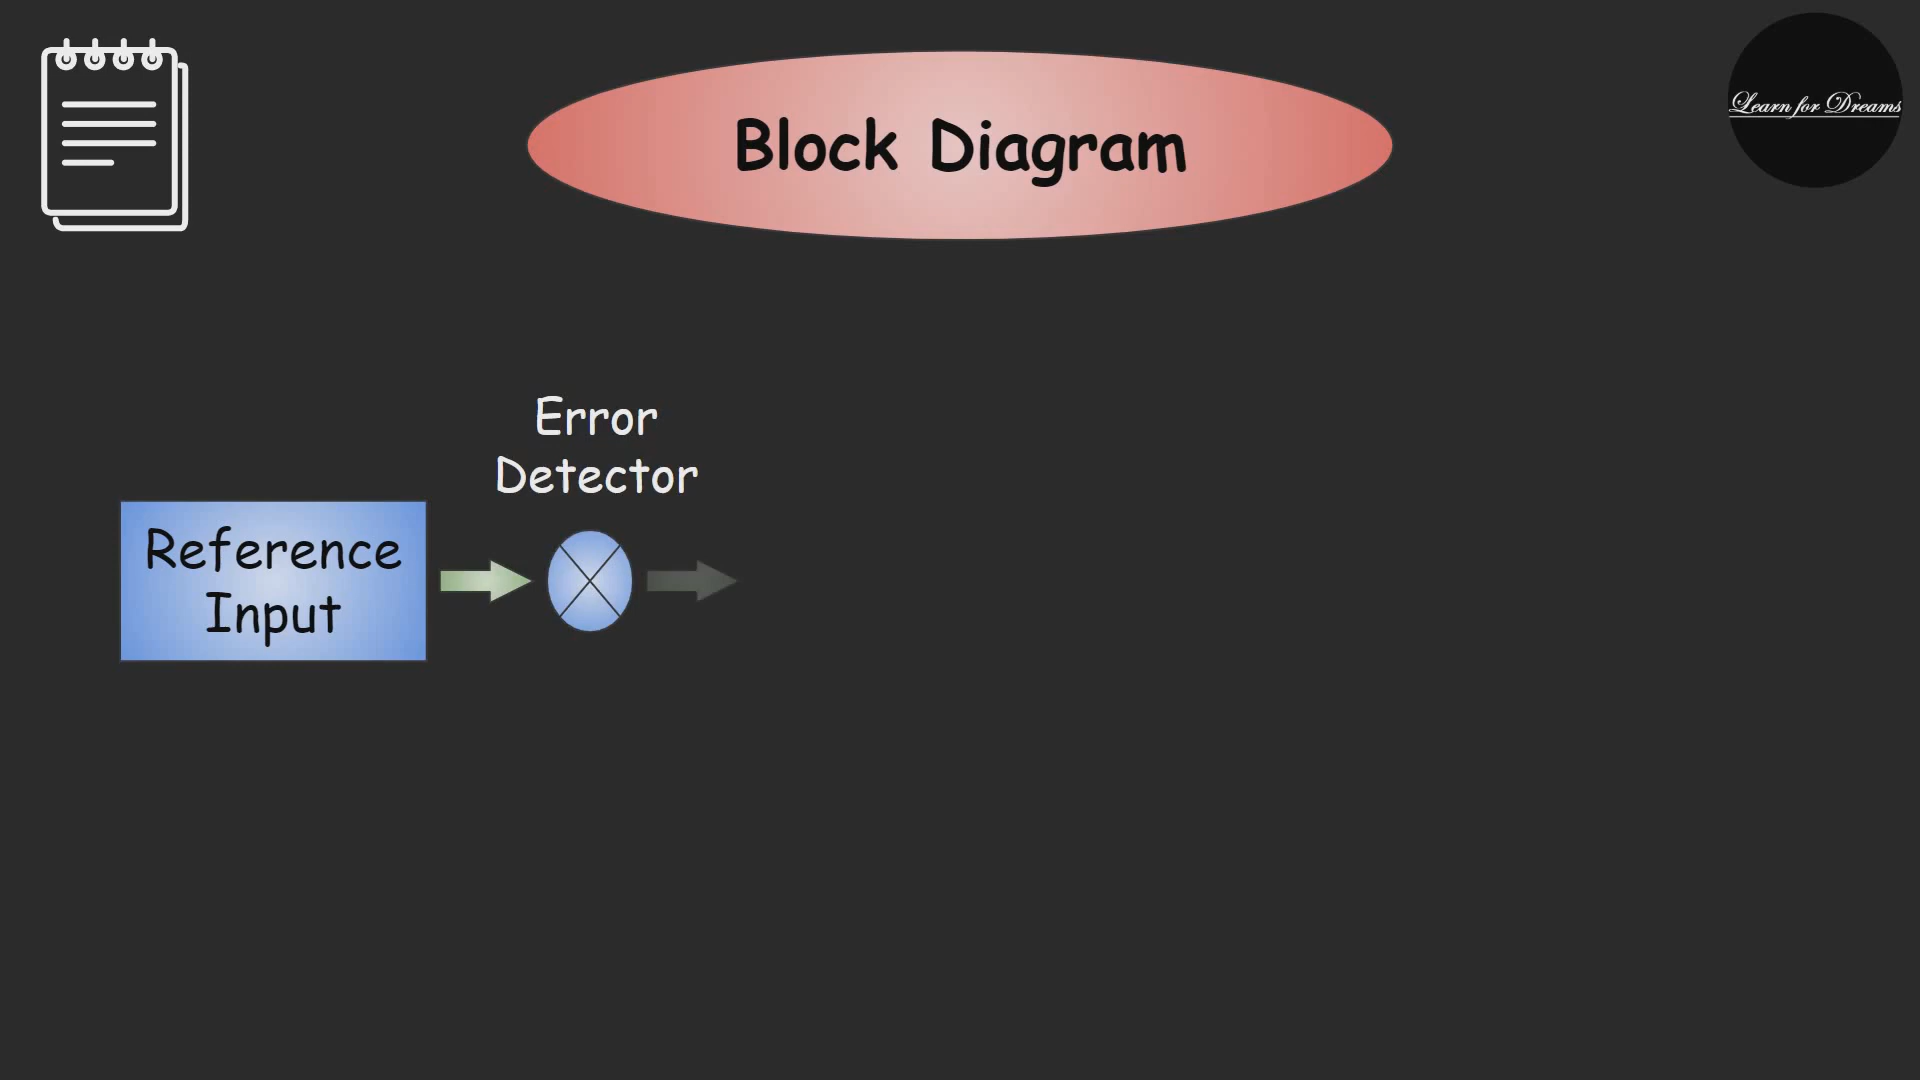 Block Diagram
Learn for Dreams
Error
Detector
Reference
Input